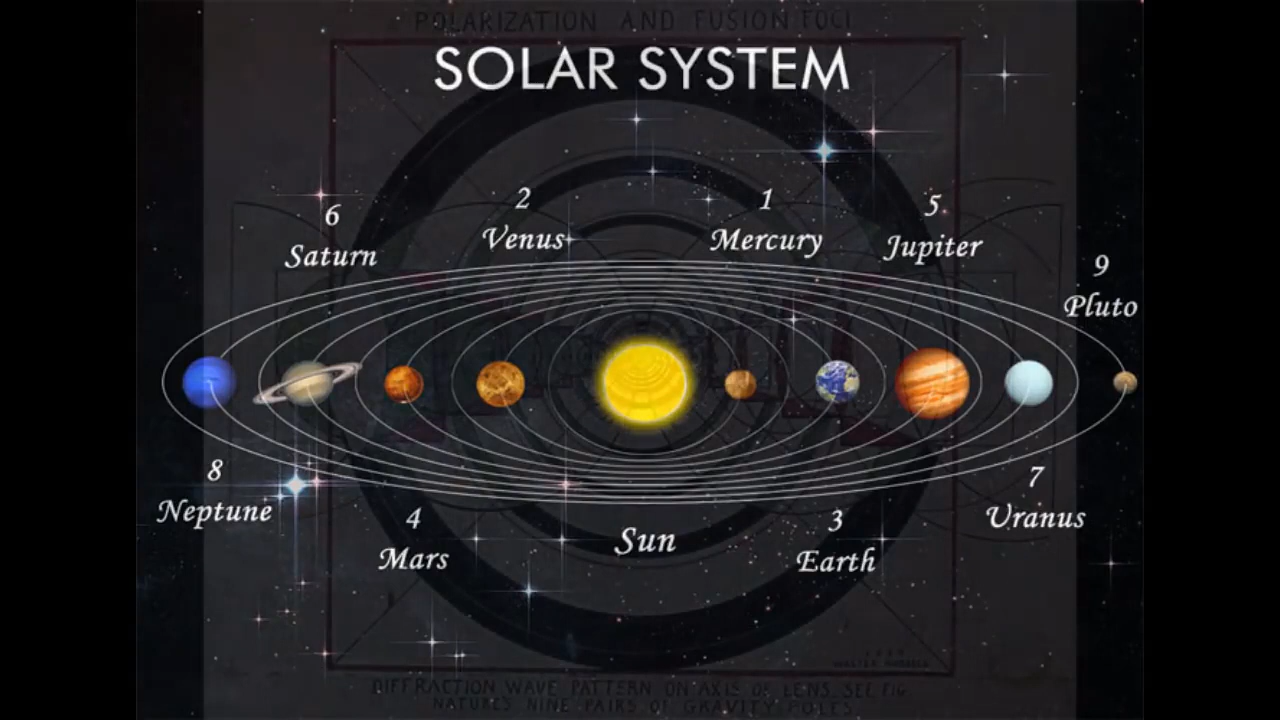 POLARIZATION AND FUSION FOCI
SOLAR SYSTEM
6
Saturn
2
Venus
1
Mercury
5
Jupiter
9
Pluto
8
Neptune
4
Mars
Sun
3
Earth
7
Uranus
DIFFRACTION WAVE PATTERN ON AXIS OF LENS. SEE FIG.
NATURES NINE PAIRS OF GRAVITY POLES